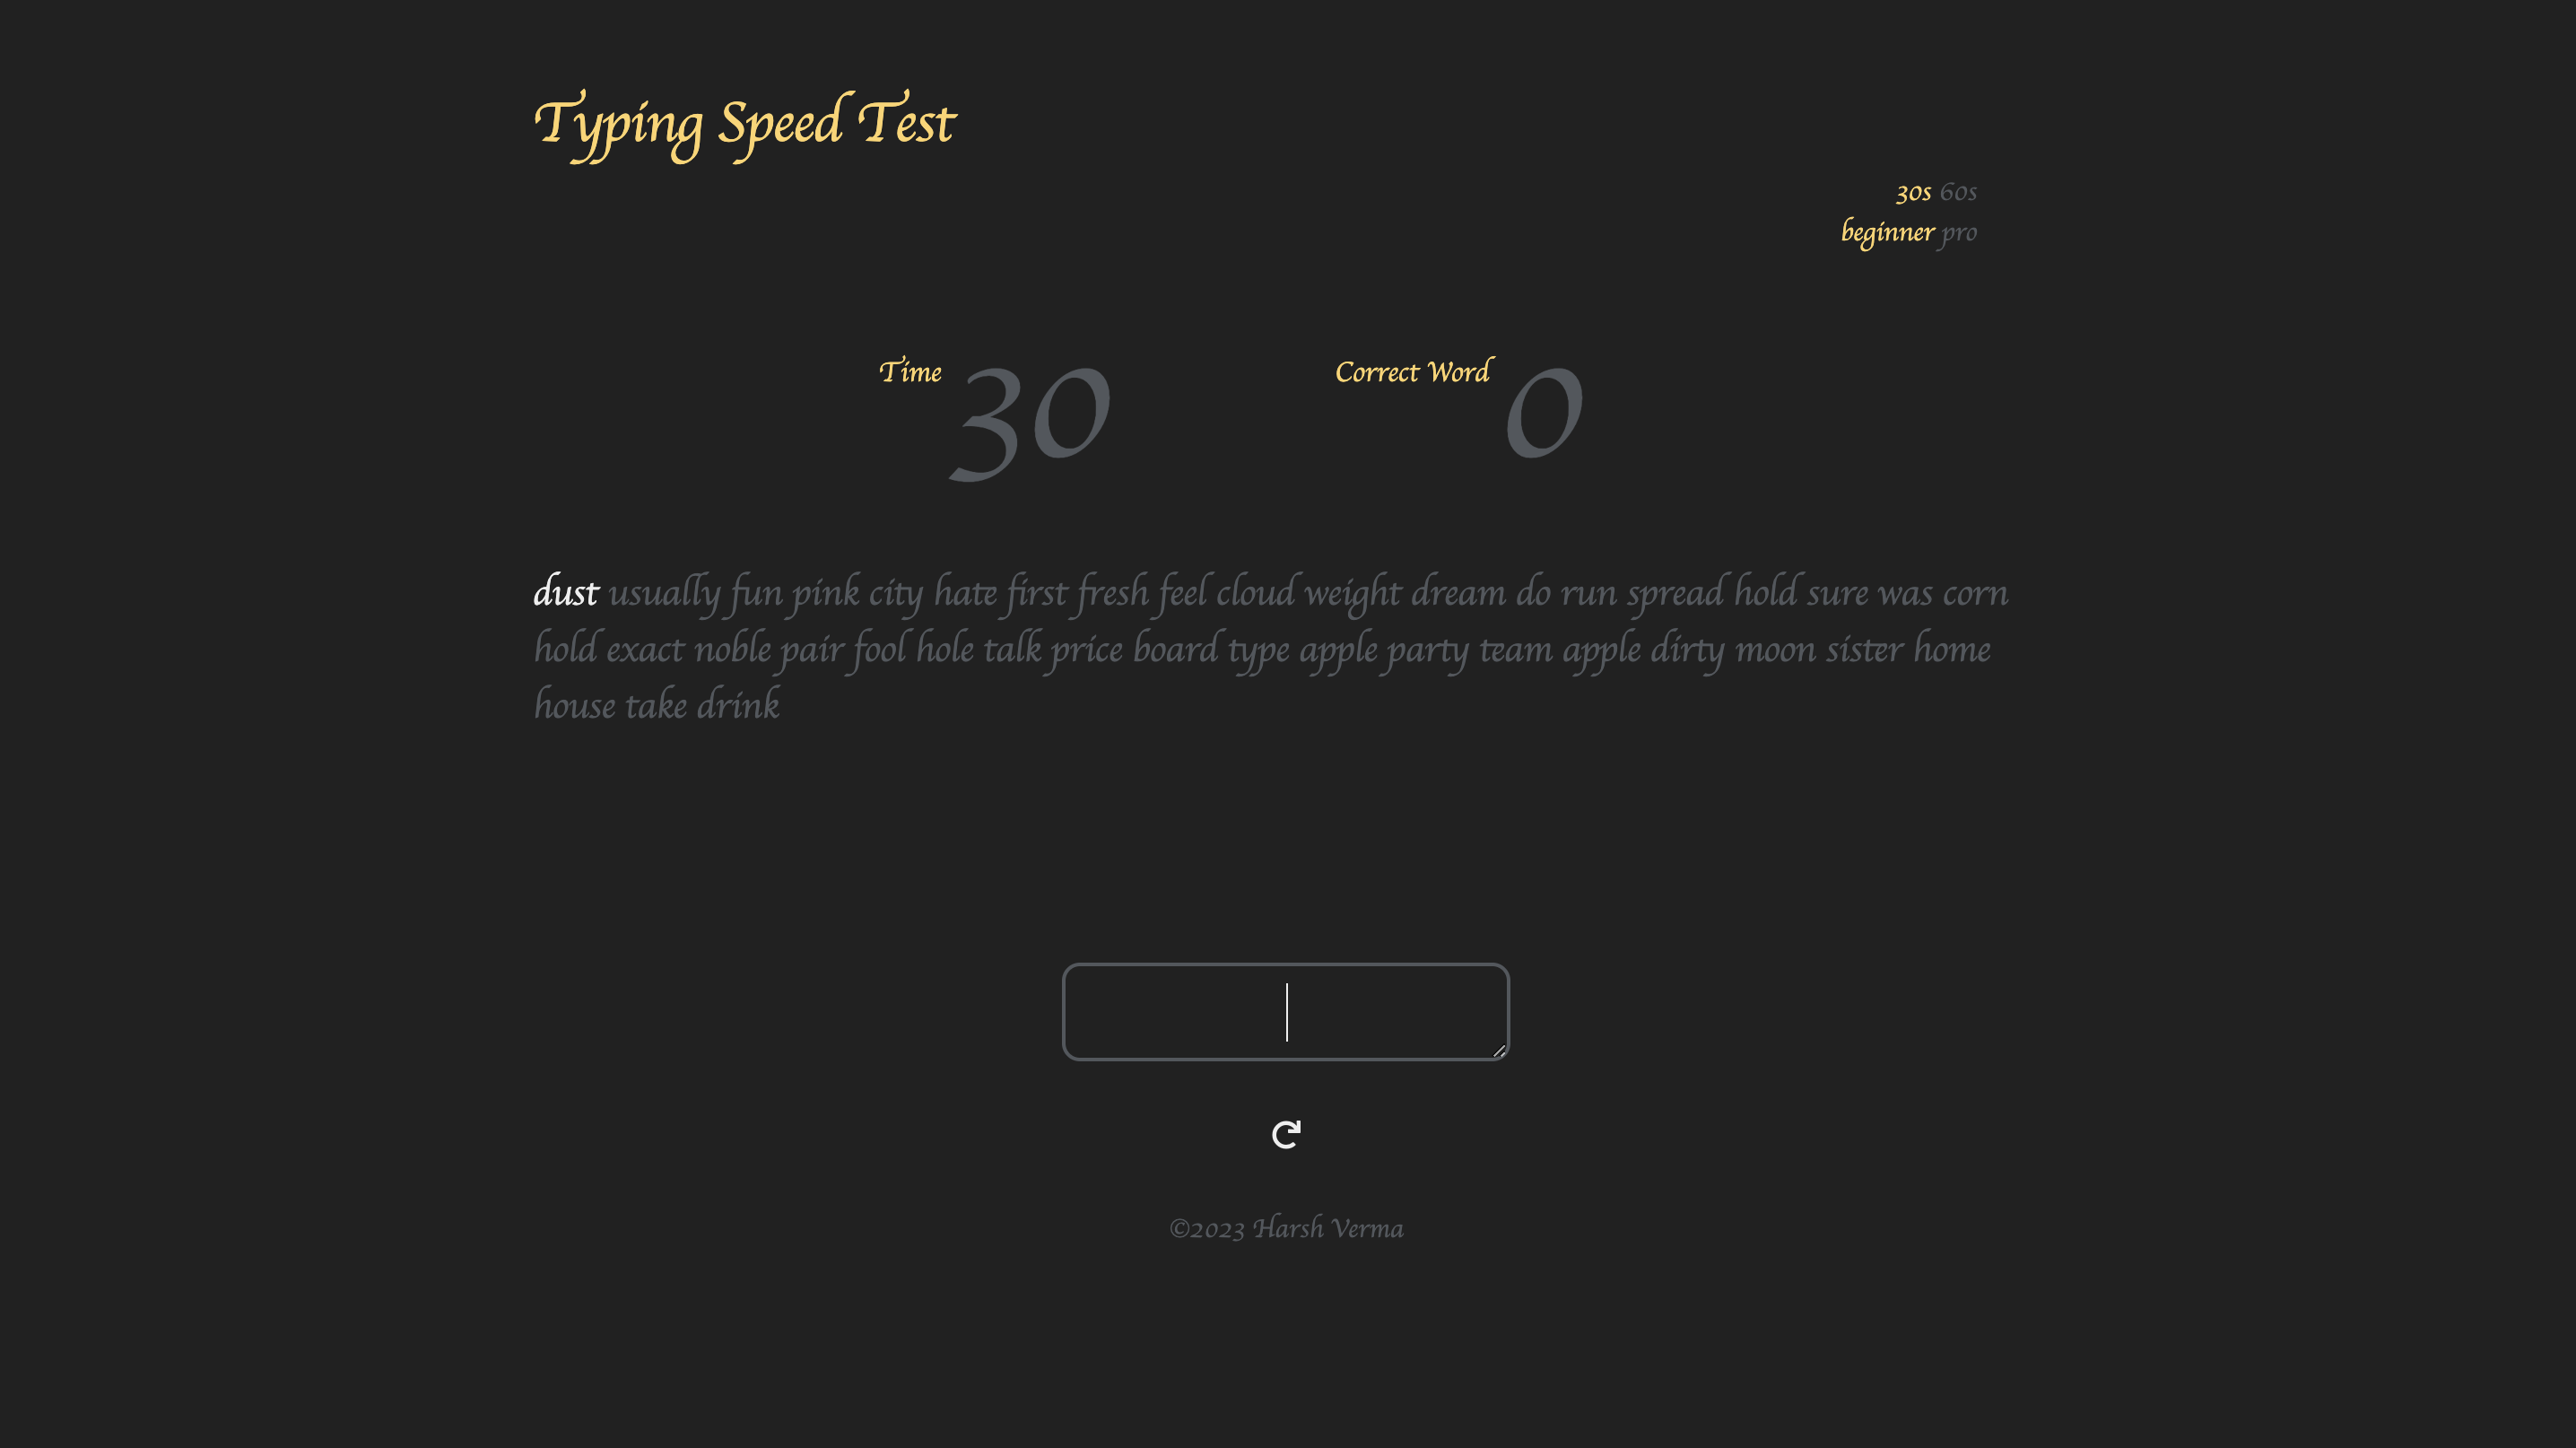 Typing Speed Test
30s 60s
beginner pro
Time 30 Correct Word 0
dust usually fun pink city hate first fresh feel cloud weight dream do run spread hold sure was corn
hold exact noble pair fool hole talk price board type apple party team apple dirty moon sister home
house take drink
©2023 Harsh Verma